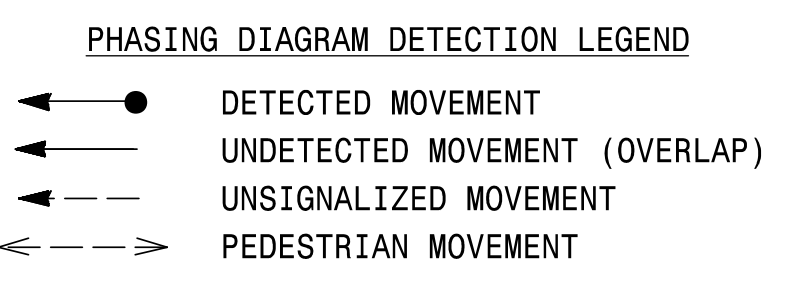 PHASING DIAGRAM DETECTION LEGEND
DETECTED MOVEMENT
UNDETECTED MOVEMENT (OVERLAP)
UNSIGNALIZED MOVEMENT
PEDESTRIAN MOVEMENT